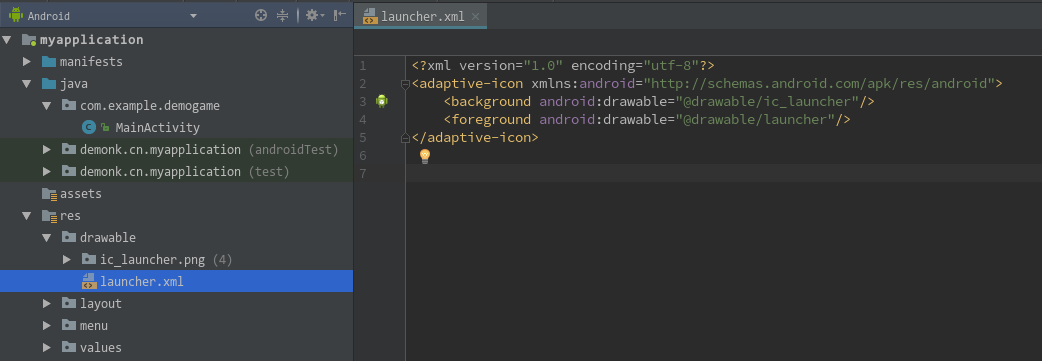 Android
launcher.xml
myapplication
manifests
java
com.example.demogame
MainActivity
demonk.cn.myapplication (androidTest)
demonk.cn.myapplication (test)
assets
res
drawable
ic_launcher.png (4)
launcher.xml
layout
menu
values
1 <?xml version="1.0" encoding="utf-8"?>
2 <adaptive-icon xmlns:android="http://schemas.android.com/apk/res/android">
3 <background android:drawable="@drawable/ic_launcher"/>
4 <foreground android:drawable="@drawable/launcher"/>
5 </adaptive-icon>
6
7